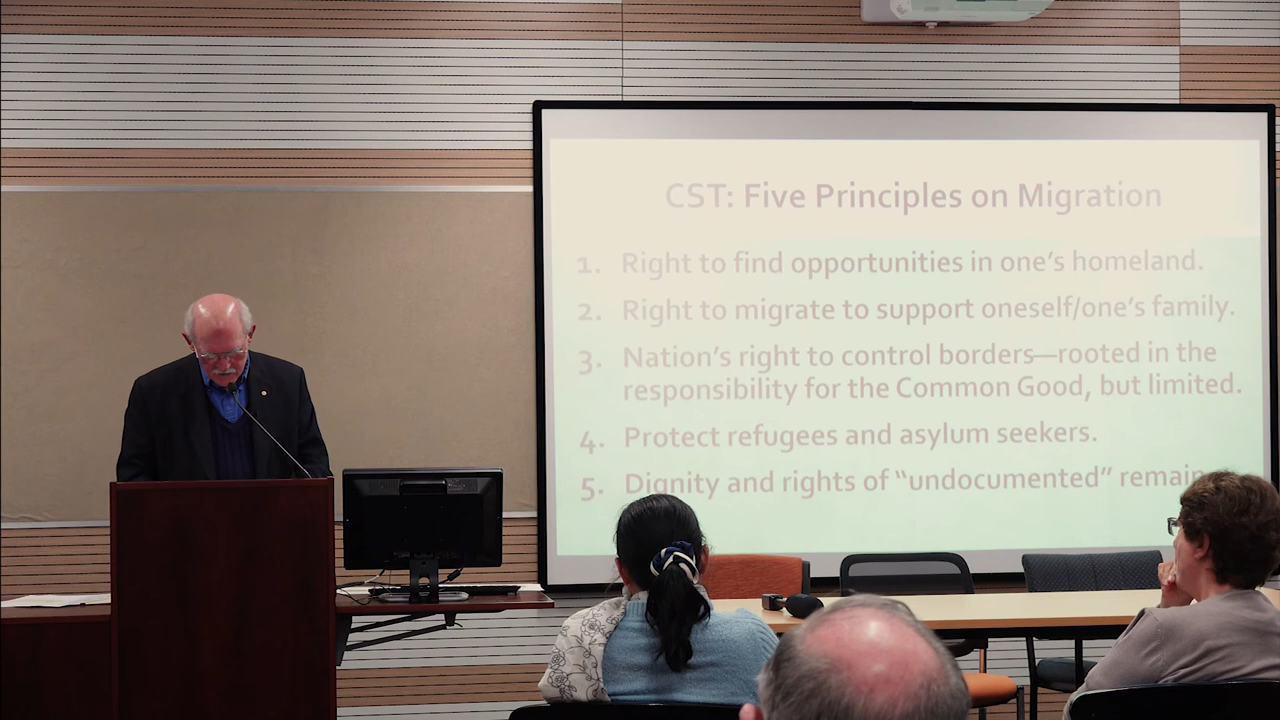 CST: Five Principles on Migration
1. Right to find opportunities in one's homeland.
2. Right to migrate to support oneself/one's family.
3. Nation's right to control borders—rooted in the
responsibility for the Common Good, but limited.
4. Protect refugees and asylum seekers.
5. Dignity and rights of "undocumented" remain